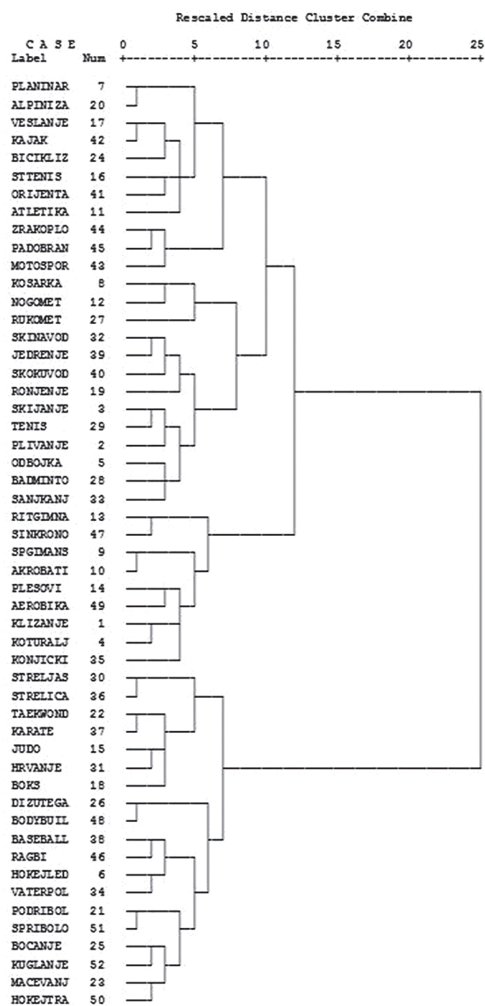 Rescaled Distance Cluster Combine
C A S E 0 5 10 15 20 25
Label Num
PLANINAR 7
ALPINIZA 20
VESLANJE 17
KAJAK 42
BICIKLIZ 24
STTENIS 16
ORIJENTA 41
ATLETIKA 11
ZRAKOPLO 44
PADOBRAN 45
MOTOSPOR 43
KOSARKA 8
NOGOMET 12
RUKOMET 27
SKINAVOD 32
JEDRENJE 39
SKOKUVOD 40
RONJENJE 19
SKIJANJE 3
TENIS 29
PLIVANJE 2
ODBOJKA 5
BADMINTO 28
SANJKANJ 33
RITGIMNA 13
SINKRONO 47
SPGIMANS 9
AKROBATI 10
PLESOVI 14
AEROBIKA 49
KLIZANJE 1
KOTURALJ 4
KONJICKI 35
STRELJAS 30
STRELICA 36
TAEKWOND 22
KARATE 37
JUDO 15
HRVANJE 31
BOKS 18
DIZUTEGA 26
BODYBUIL 48
BASEBALL 38
RAGBI 46
HOKEJLED 6
VATERPOL 34
PODRIBOL 21
SPRIBOLO 51
BOCANJE 25
KUGLANJE 52
MACEVANJ 23
HOKEJTRA 50